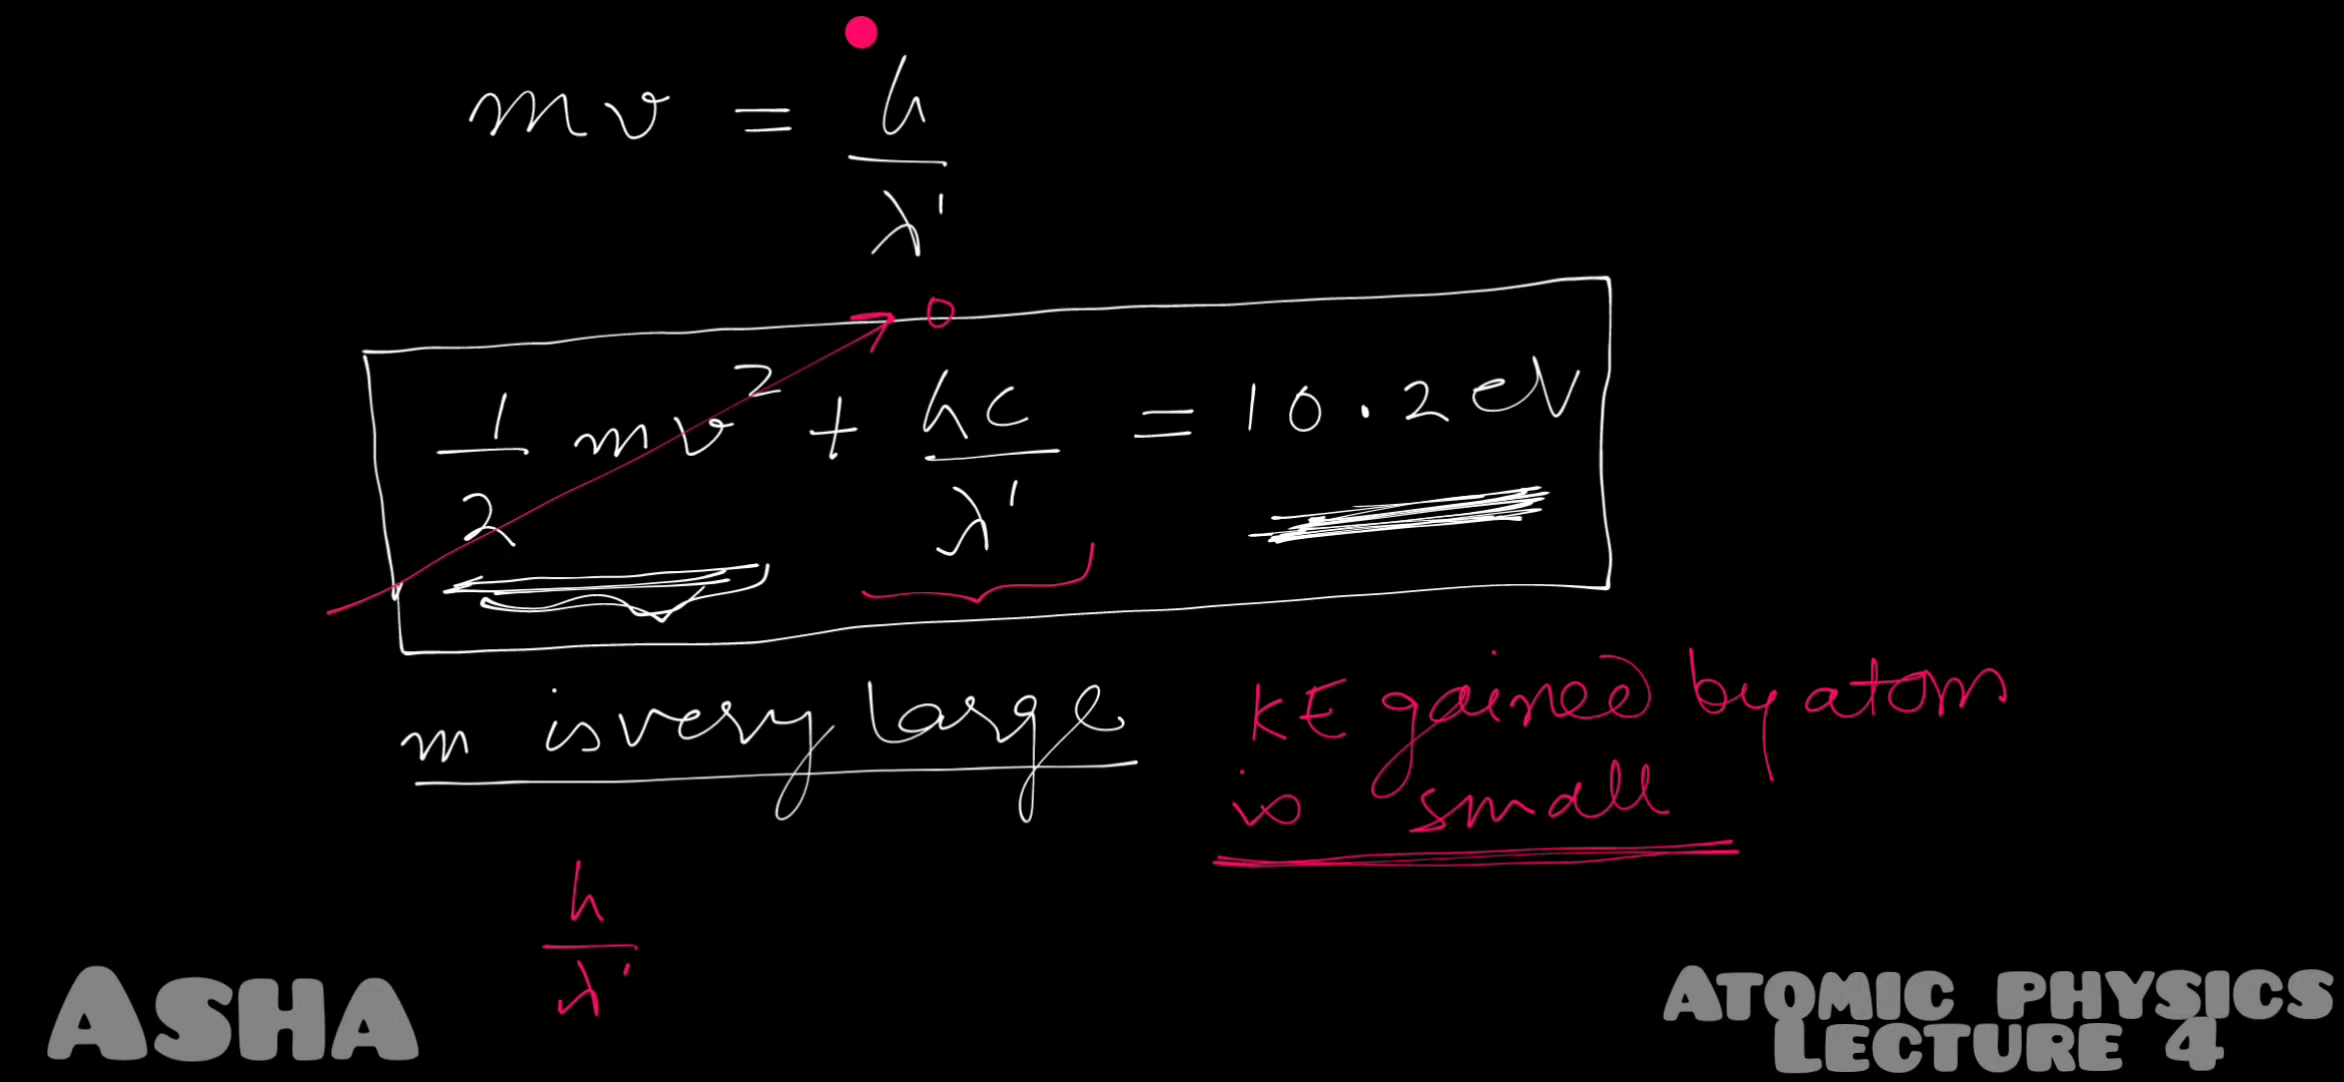 mv = h/λ'
1/2 mv² + hc/λ' = 10.2 eV
0
m is very large
KE gained by atom
is small
h/λ'
ASHA
ATOMIC PHYSICS
LECTURE 4